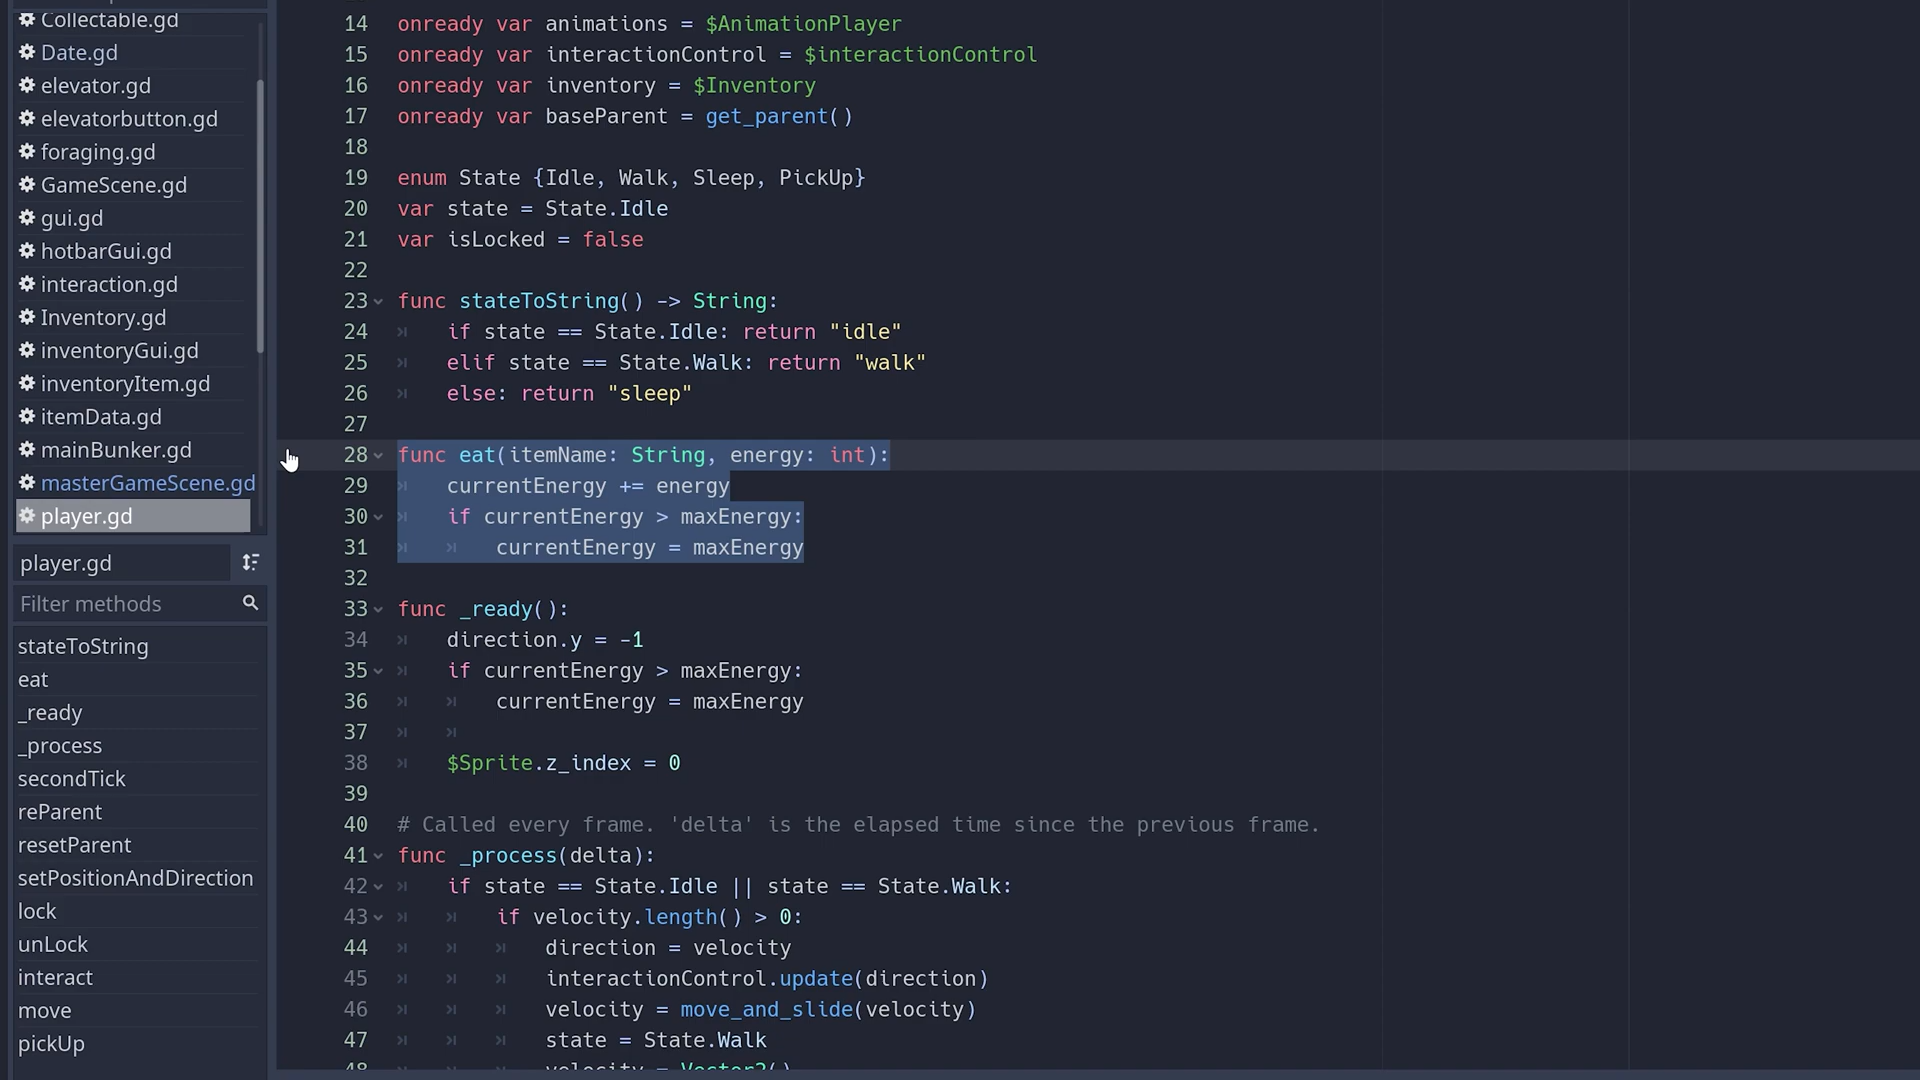 Collectable.gd
Date.gd
elevator.gd
elevatorbutton.gd
foraging.gd
GameScene.gd
gui.gd
hotbarGui.gd
interaction.gd
Inventory.gd
inventoryGui.gd
inventoryItem.gd
itemData.gd
mainBunker.gd
masterGameScene.gd
player.gd
player.gd
Filter methods
stateToString
eat
_ready
_process
secondTick
reParent
resetParent
setPositionAndDirection
lock
unLock
interact
move
pickUp
14 onready var animations = $AnimationPlayer
15 onready var interactionControl = $interactionControl
16 onready var inventory = $Inventory
17 onready var baseParent = get_parent()
18
19 enum State {Idle, Walk, Sleep, PickUp}
20 var state = State.Idle
21 var isLocked = false
22
23 func stateToString() -> String:
24 if state == State.Idle: return "idle"
25 elif state == State.Walk: return "walk"
26 else: return "sleep"
27
28 func eat(itemName: String, energy: int):
29 currentEnergy += energy
30 if currentEnergy > maxEnergy:
31 currentEnergy = maxEnergy
32
33 func _ready():
34 direction.y = -1
35 if currentEnergy > maxEnergy:
36 currentEnergy = maxEnergy
37
38 $Sprite.z_index = 0
39
40 # Called every frame. 'delta' is the elapsed time since the previous frame.
41 func _process(delta):
42 if state == State.Idle || state == State.Walk:
43 if velocity.length() > 0:
44 direction = velocity
45 interactionControl.update(direction)
46 velocity = move_and_slide(velocity)
47 state = State.Walk
48 velocity = Vector2()